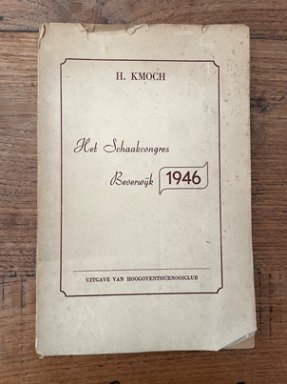 H. KMOCH
Het Schaakcongres
Beverwijk 1946
UITGAVE VAN HOOGOVENTOURNOOICLUB